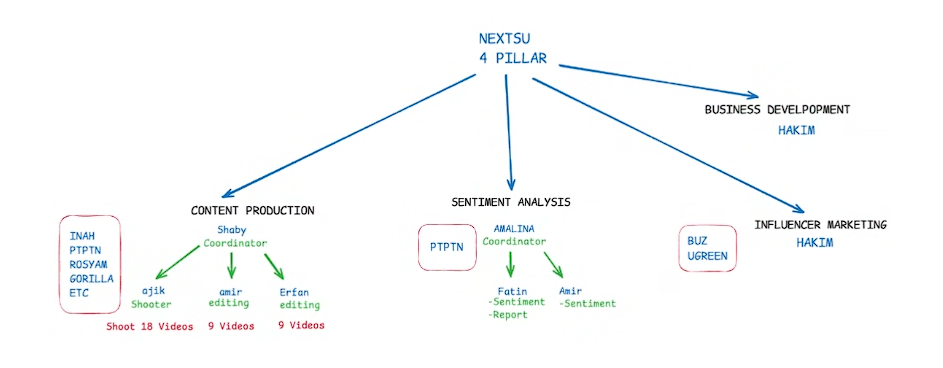 NEXTSU
4 PILLAR
BUSINESS DEVELPOPMENT
HAKIM
CONTENT PRODUCTION
Shaby
Coordinator
INAH
PTPTN
ROSYAM
GORILLA
ETC
ajik
Shooter
Shoot 18 Videos
amir
editing
9 Videos
Erfan
editing
9 Videos
SENTIMENT ANALYSIS
AMALINA
Coordinator
PTPTN
Fatin
-Sentiment
-Report
Amir
-Sentiment
INFLUENCER MARKETING
HAKIM
BUZ
UGREEN